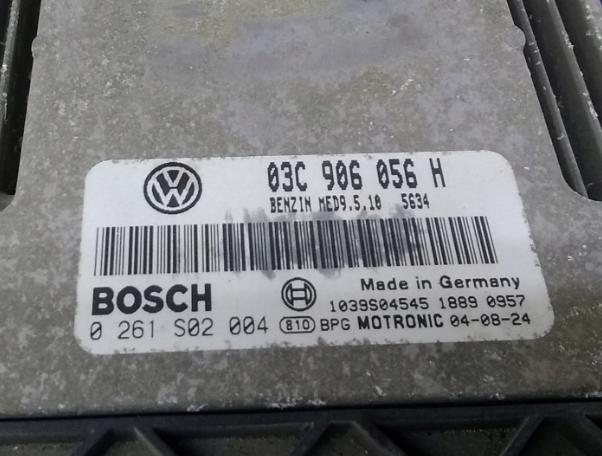 03C 906 056 H
BENZIN MED9.5.10 5634
BOSCH
Made in Germany
1039S04545 1889 0957
0 261 S02 004 810 BPG MOTRONIC 04-08-24